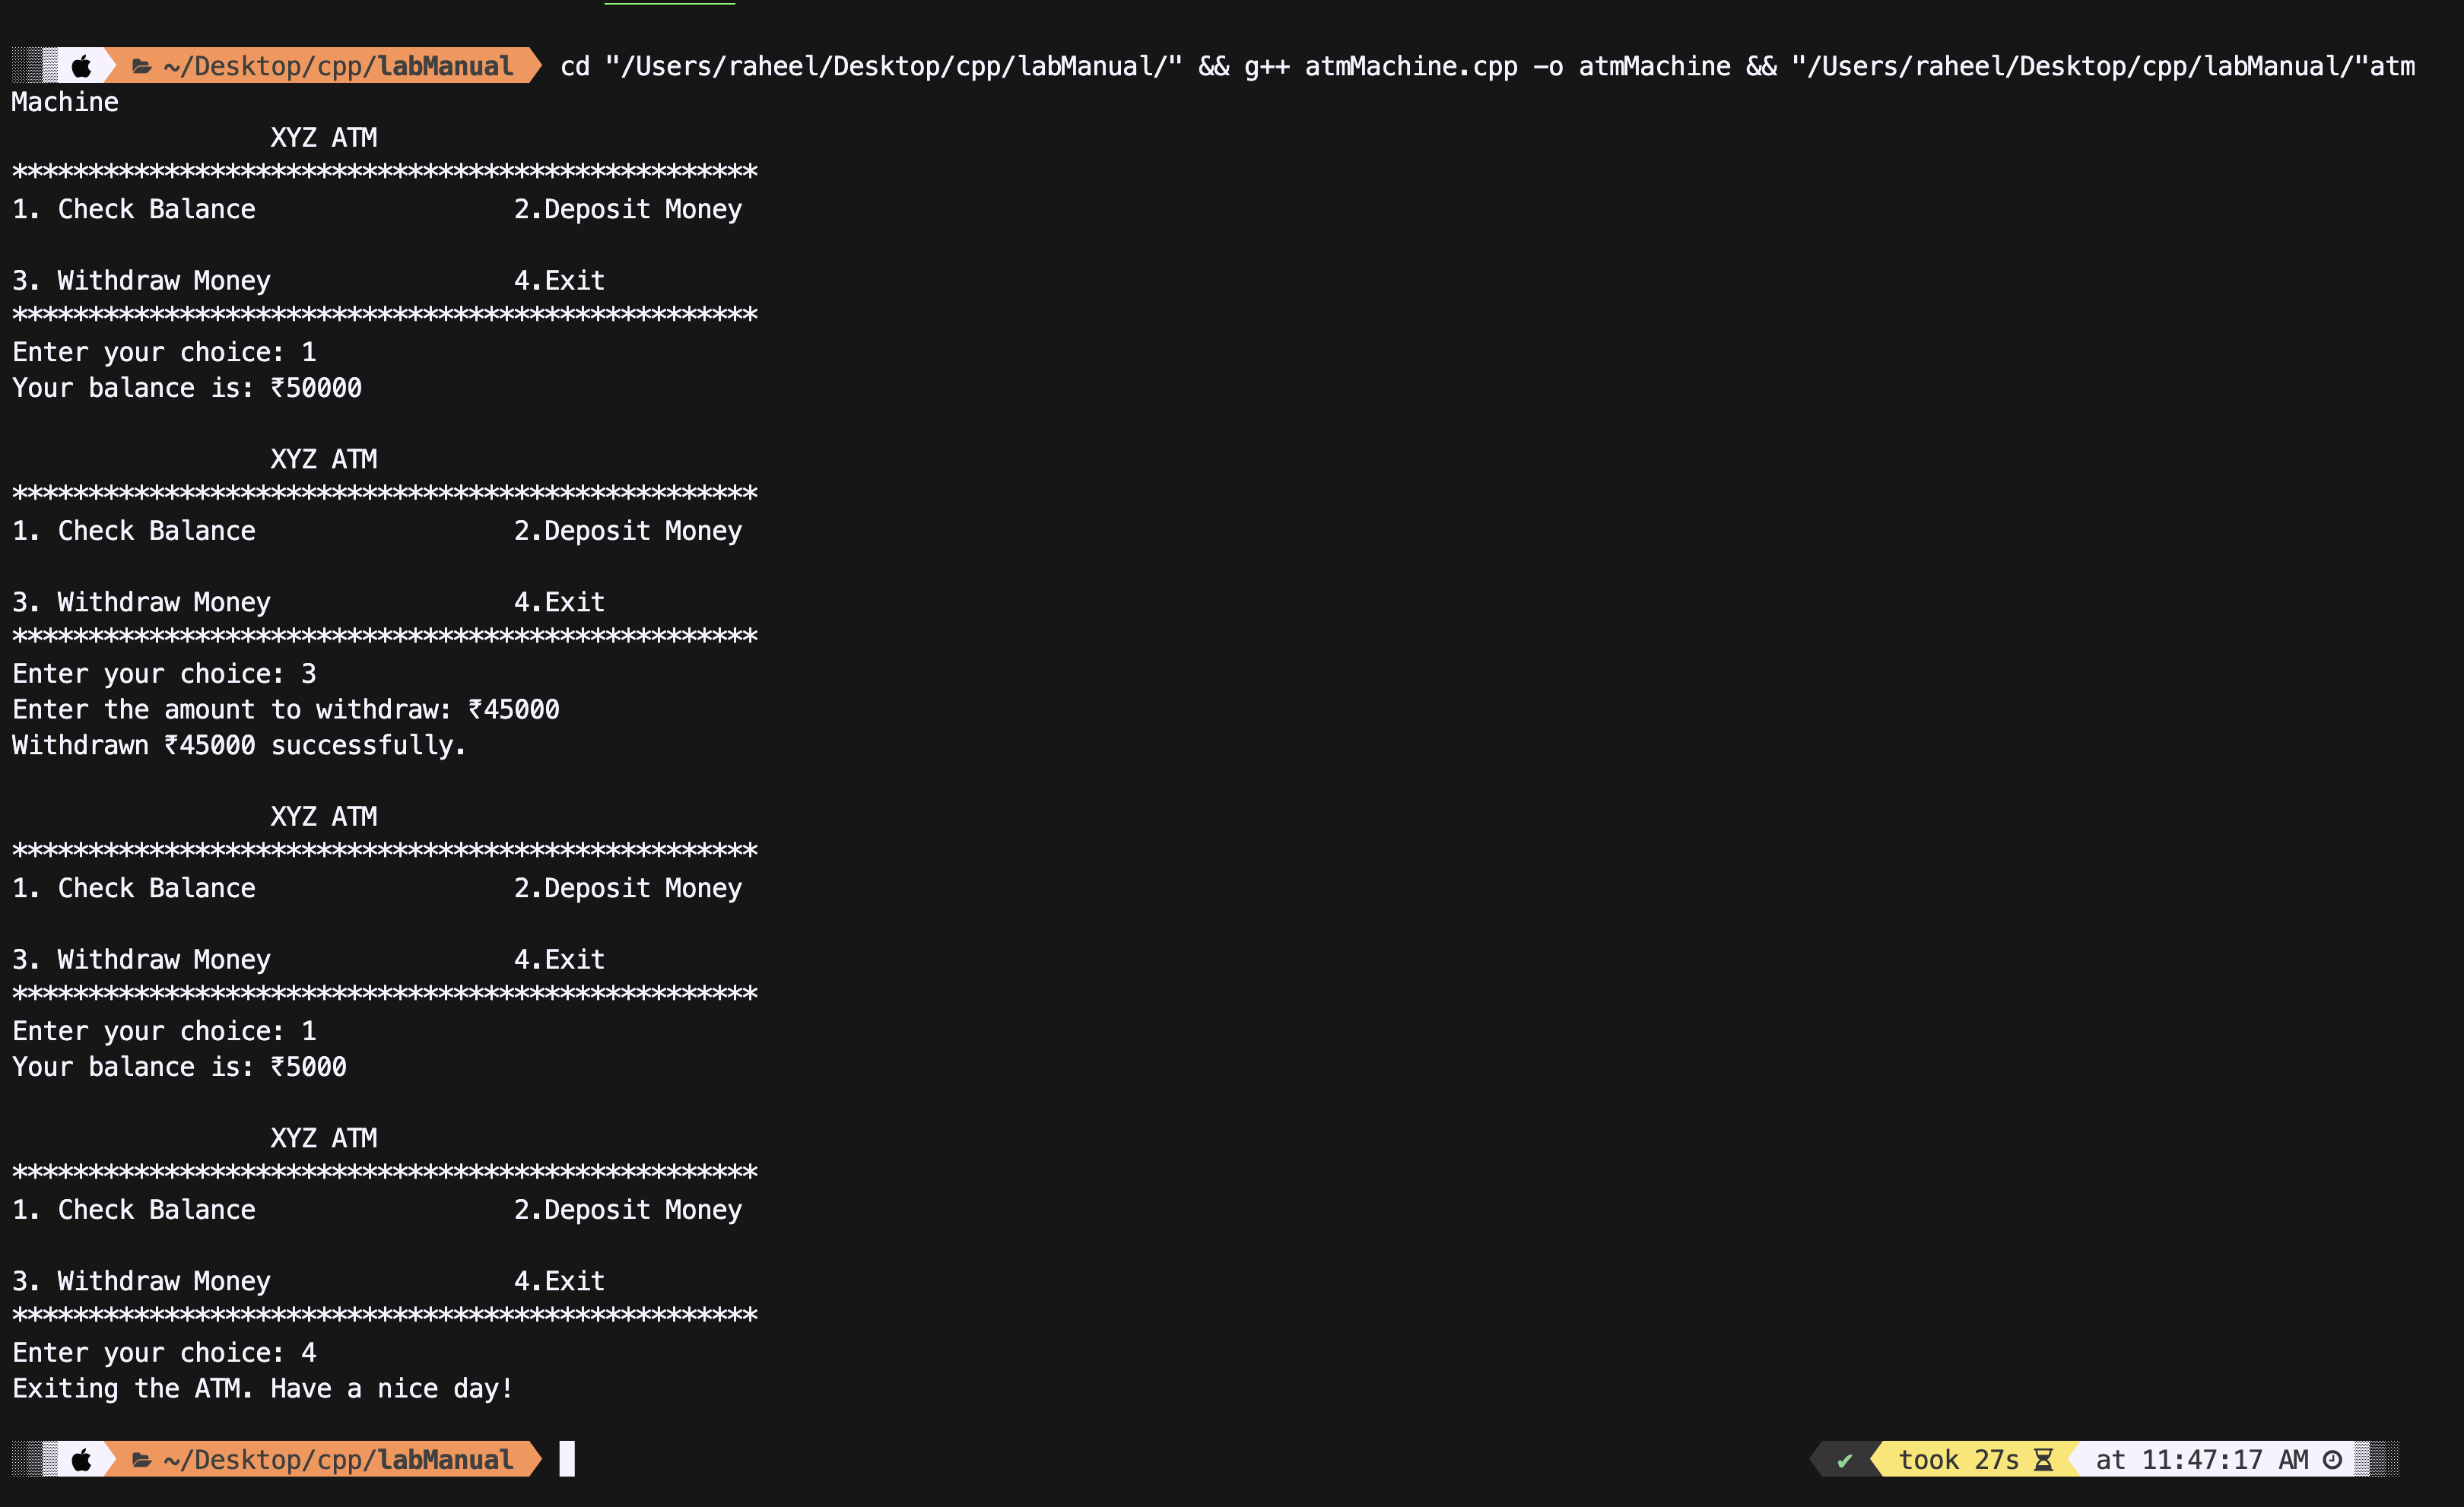 ~/Desktop/cpp/labManual cd "/Users/raheel/Desktop/cpp/labManual/" && g++ atmMachine.cpp -o atmMachine && "/Users/raheel/Desktop/cpp/labManual/"atm
Machine
XYZ ATM
*************************************************
1. Check Balance 2.Deposit Money
3. Withdraw Money 4.Exit
*************************************************
Enter your choice: 1
Your balance is: ₹50000
XYZ ATM
*************************************************
1. Check Balance 2.Deposit Money
3. Withdraw Money 4.Exit
*************************************************
Enter your choice: 3
Enter the amount to withdraw: ₹45000
Withdrawn ₹45000 successfully.
XYZ ATM
*************************************************
1. Check Balance 2.Deposit Money
3. Withdraw Money 4.Exit
*************************************************
Enter your choice: 1
Your balance is: ₹5000
XYZ ATM
*************************************************
1. Check Balance 2.Deposit Money
3. Withdraw Money 4.Exit
*************************************************
Enter your choice: 4
Exiting the ATM. Have a nice day!
~/Desktop/cpp/labManual ✔ took 27s at 11:47:17 AM